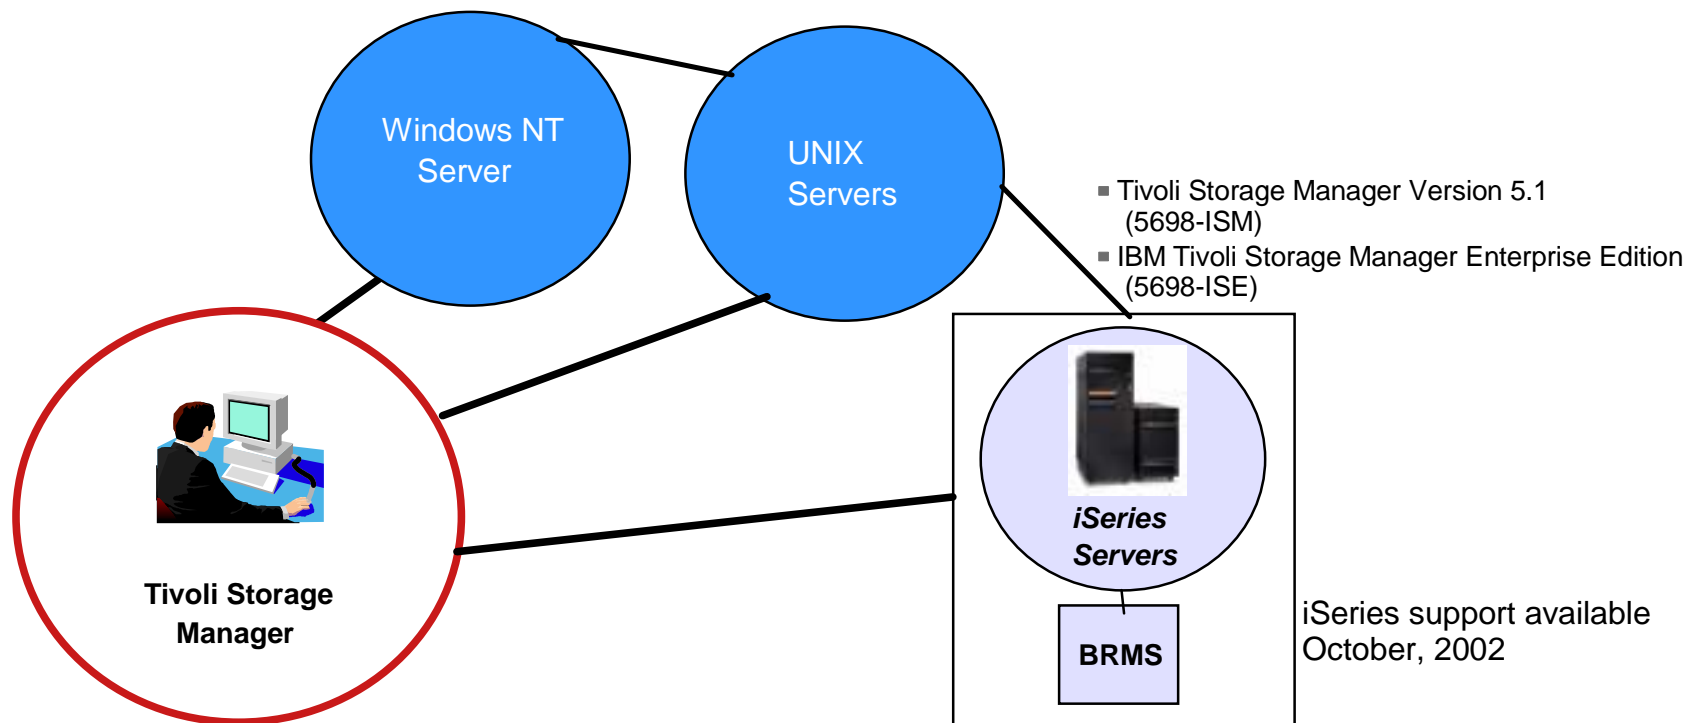 Windows NT
Server
UNIX
Servers
Tivoli Storage Manager Version 5.1
(5698-ISM)
IBM Tivoli Storage Manager Enterprise Edition
(5698-ISE)
iSeries
Servers
Tivoli Storage
Manager
BRMS
iSeries support available
October, 2002